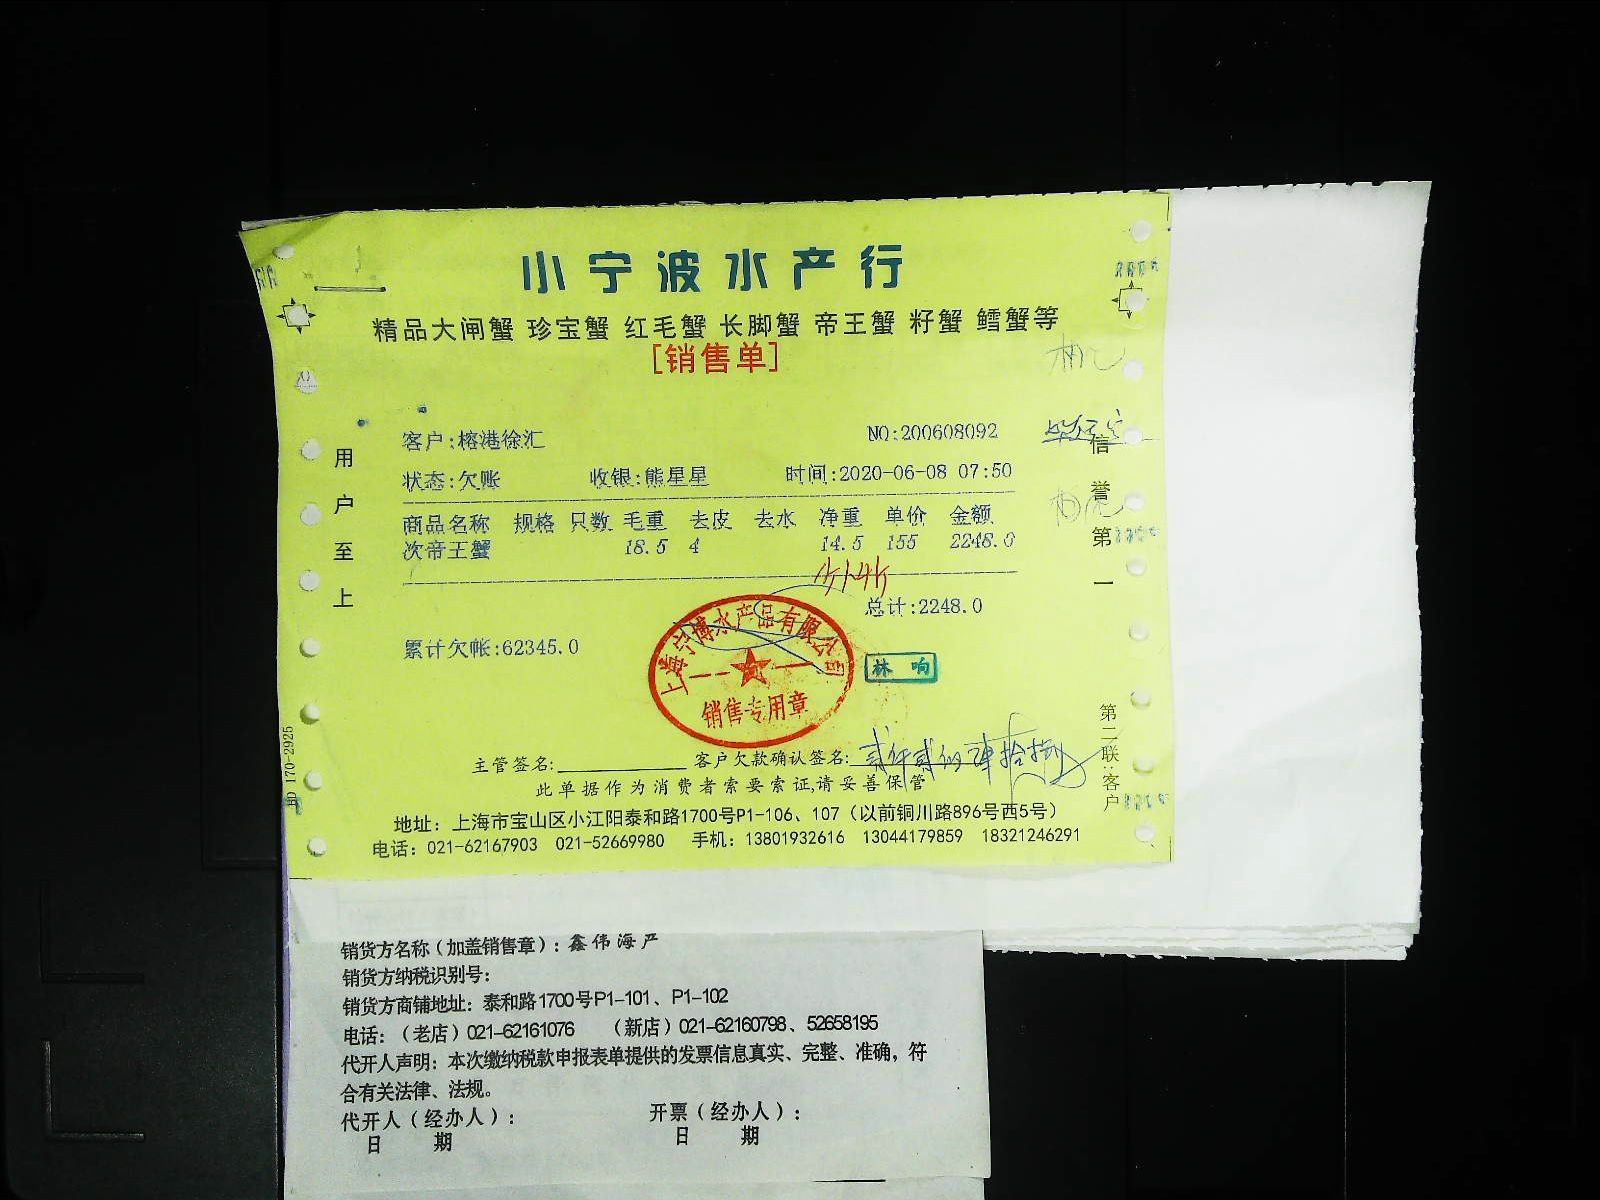 小宁波水产行
精品大闸蟹 珍宝蟹 红毛蟹 长脚蟹 帝王蟹 籽蟹 鳕蟹等
[销售单]
客户:榕港徐汇 NO:200608092
状态:欠账 收银:熊星星 时间:2020-06-08 07:50
商品名称 规格 只数 毛重 去皮 去水 净重 单价 金额
次帝王蟹 18.5 4 14.5 155 2248.0
总计:2248.0
累计欠帐:62345.0
上海宁博水产品有限公司
销售专用章
林响
主管签名: 客户欠款确认签名: 贰仟贰佰肆拾捌
此单据作为消费者索要索证,请妥善保管
地址：上海市宝山区小江阳泰和路1700号P1-106、107（以前铜川路896号西5号）
电话：021-62167903 021-52669980 手机：13801932616 13044179859 18321246291
用户至上
信誉第一
第二联:客户
JD 170-2925
销货方名称（加盖销售章）：鑫伟海产
销货方纳税识别号：
销货方商铺地址：泰和路1700号P1-101、P1-102
电话：（老店）021-62161076 （新店）021-62160798、52658195
代开人声明：本次缴纳税款申报表单提供的发票信息真实、完整、准确，符
合有关法律、法规。
代开人（经办人）： 开票（经办人）：
日 期 日 期